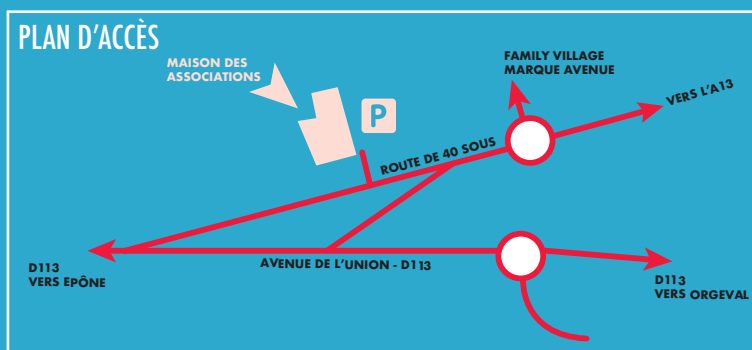 PLAN D'ACCÈS
MAISON DES
ASSOCIATIONS
FAMILY VILLAGE
MARQUE AVENUE
VERS L'A13
P
ROUTE DE 40 SOUS
D113
VERS EPÔNE
AVENUE DE L'UNION - D113
D113
VERS ORGEVAL